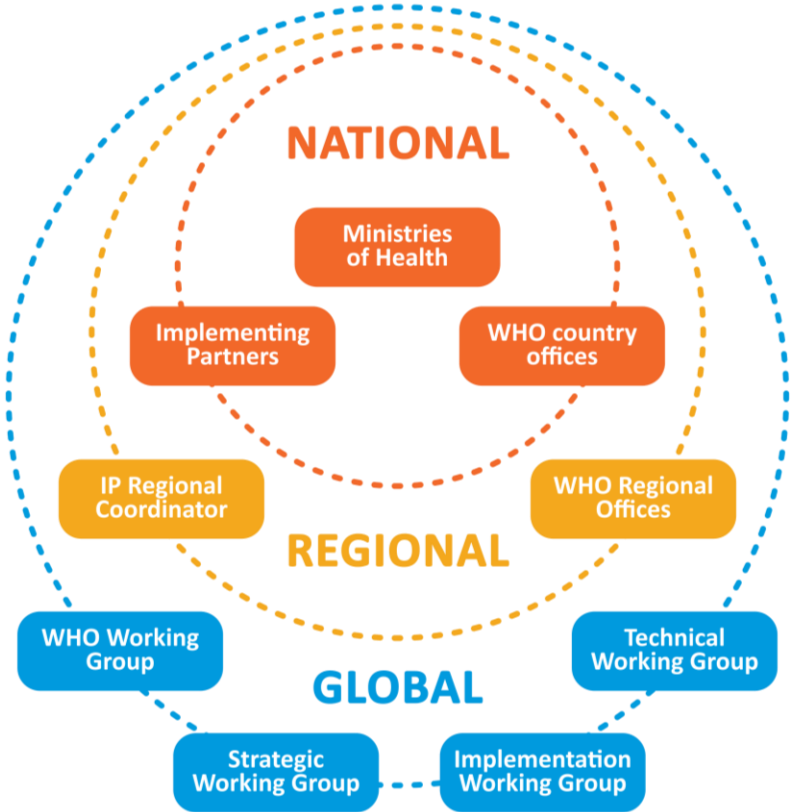 NATIONAL
Ministries
of Health
Implementing
Partners
WHO country
offices
IP Regional
Coordinator
WHO Regional
Offices
REGIONAL
WHO Working
Group
Technical
Working Group
GLOBAL
Strategic
Working Group
Implementation
Working Group